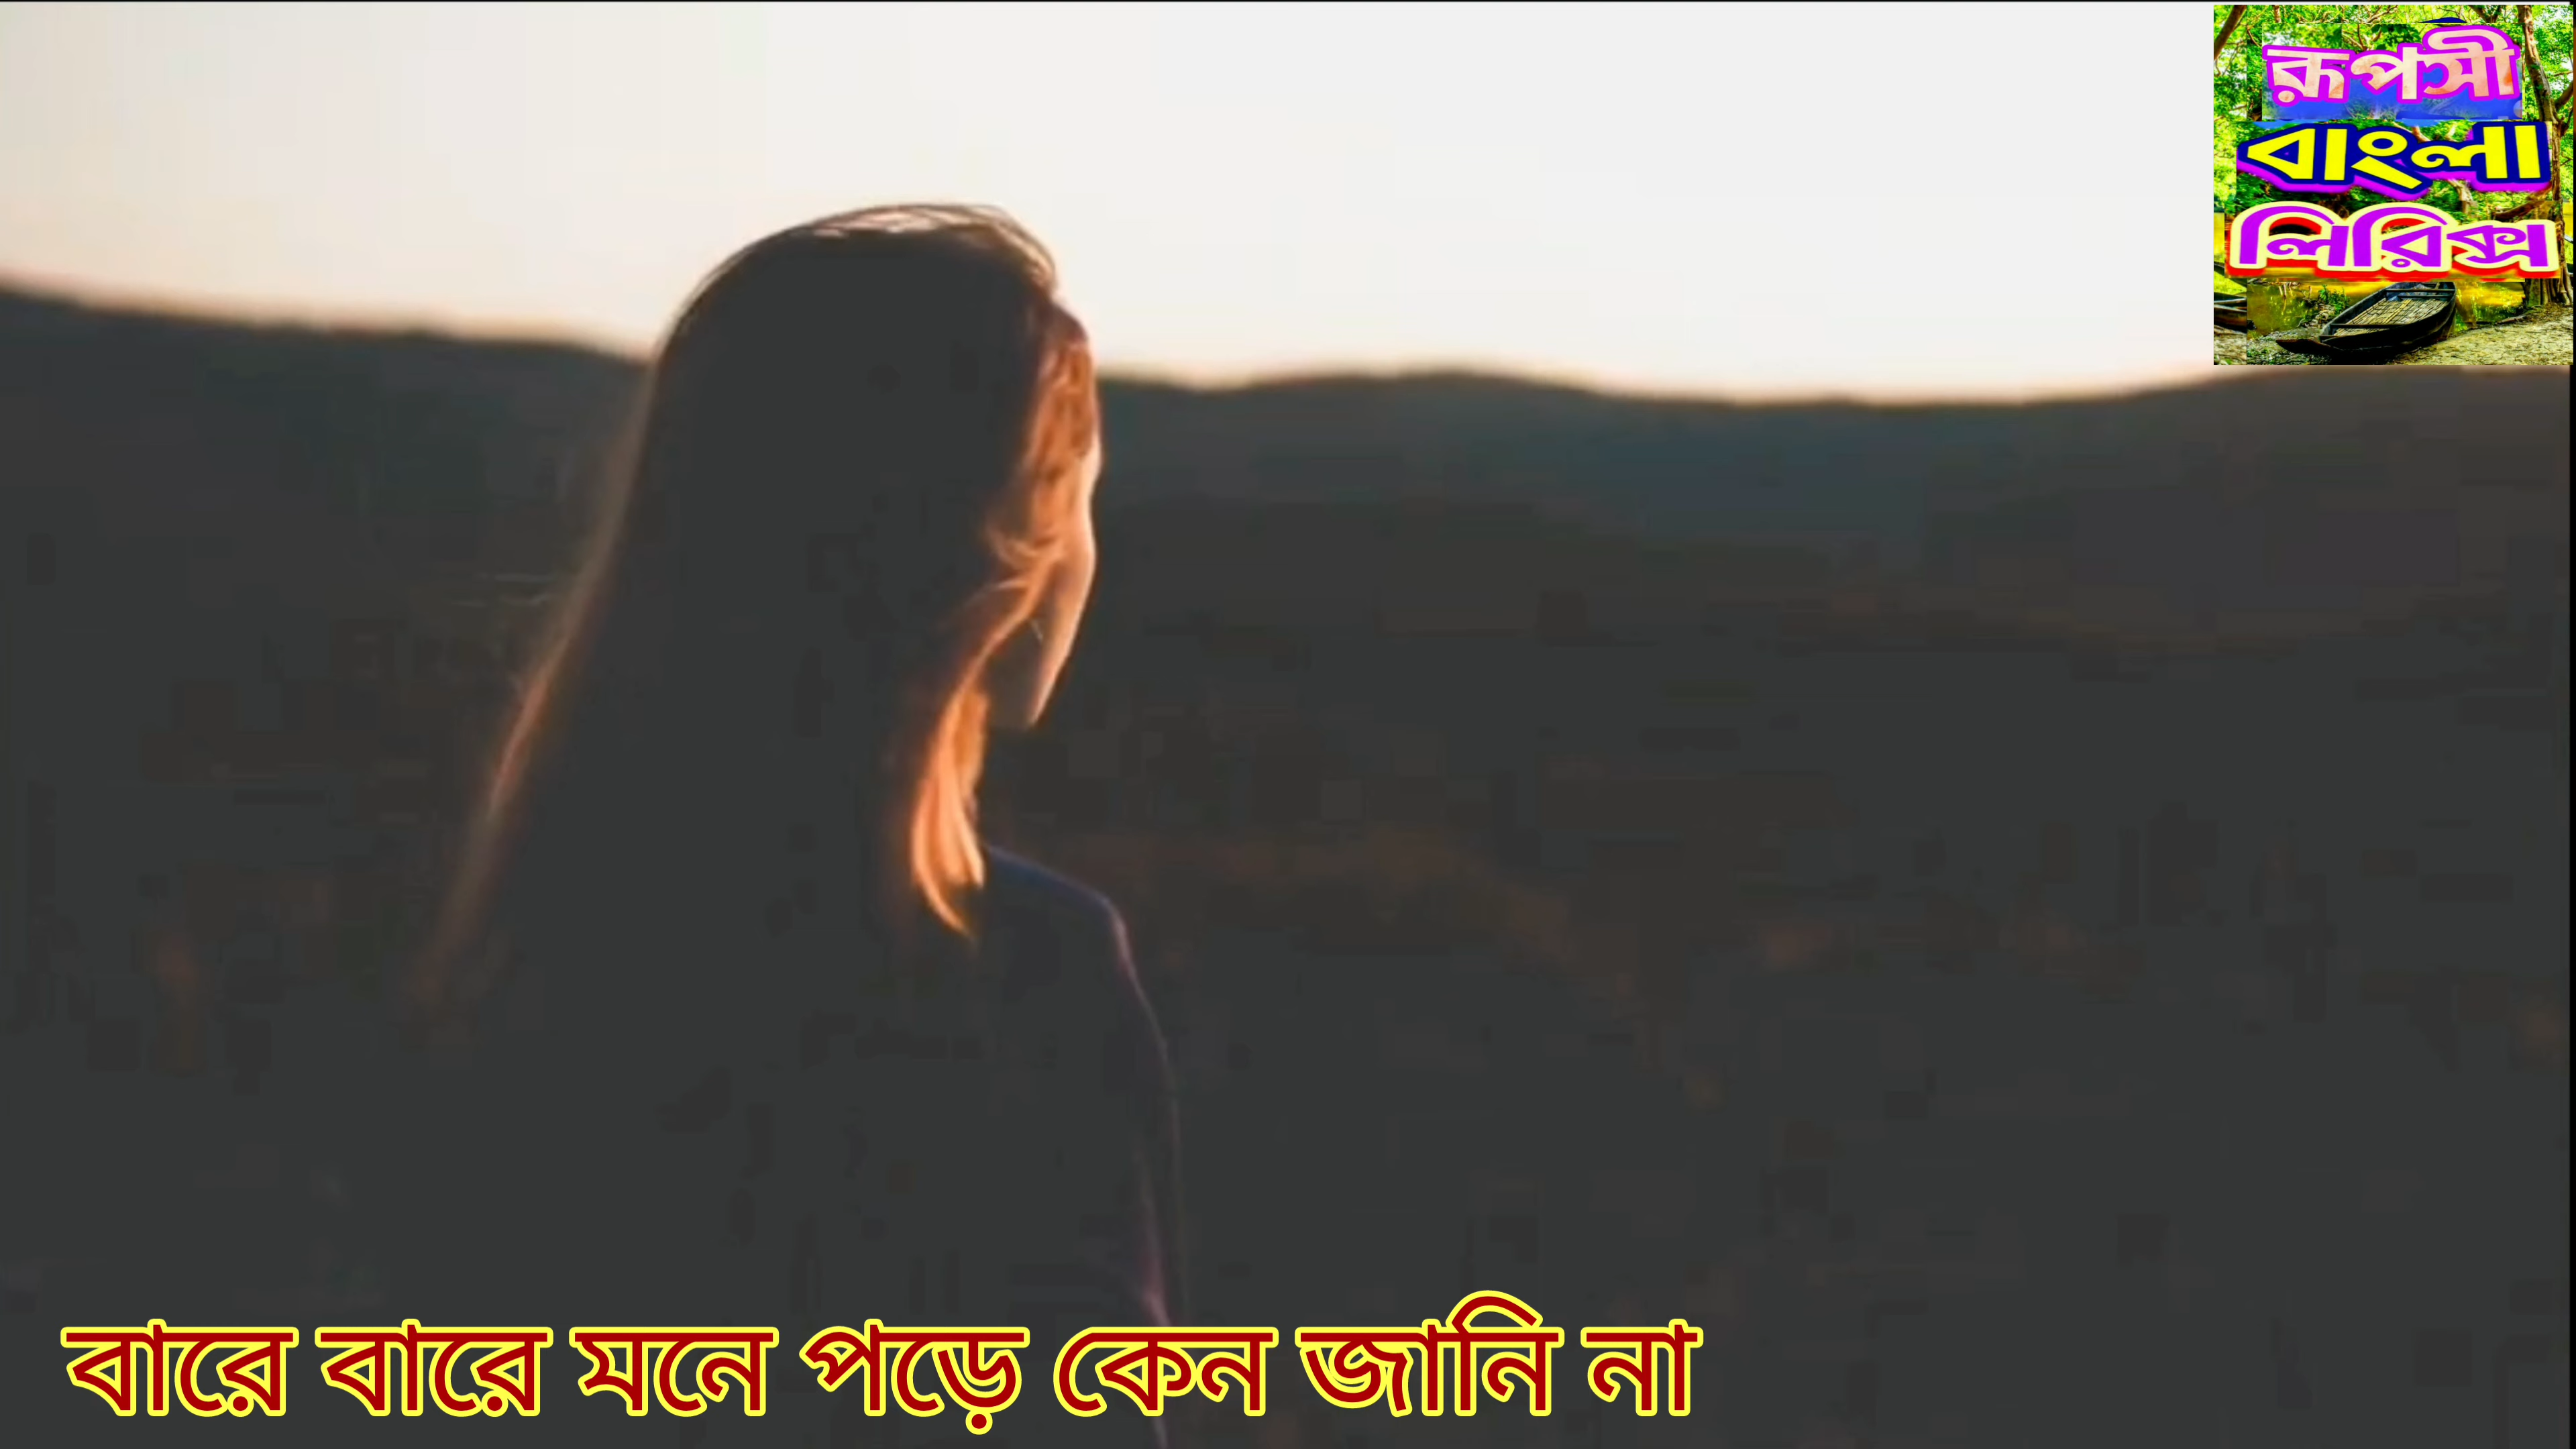 রূপসী
বাংলা
লিরিক্স
বারে বারে মনে পড়ে কেন জানি না